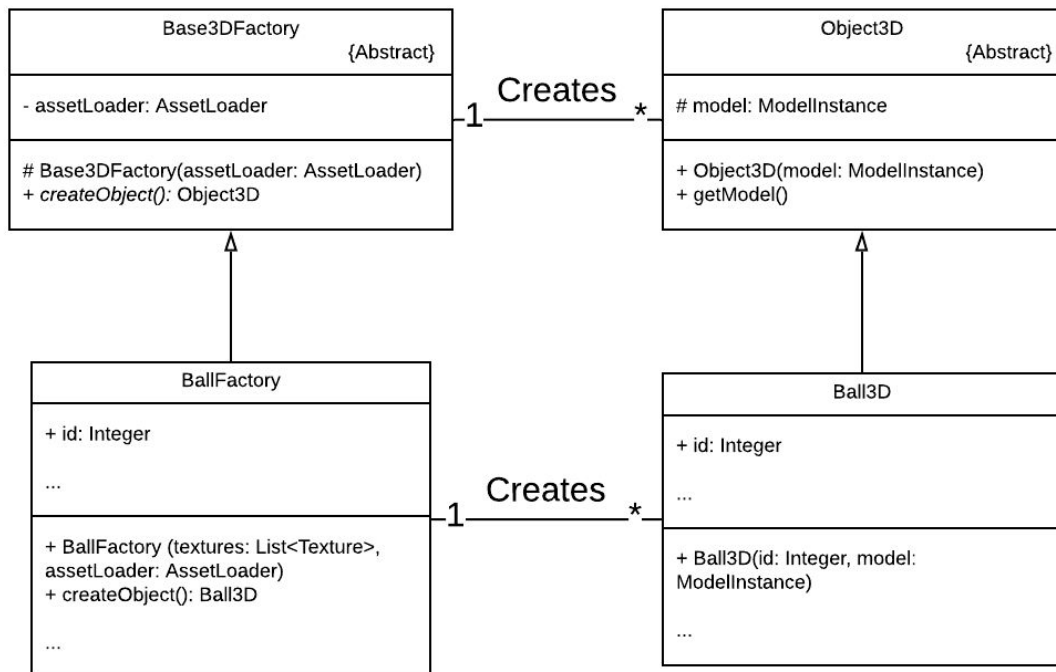 Base3DFactory
{Abstract}
- assetLoader: AssetLoader
# Base3DFactory(assetLoader: AssetLoader)
+ createObject(): Object3D
Creates
1
*
Object3D
{Abstract}
# model: ModelInstance
+ Object3D(model: ModelInstance)
+ getModel()
BallFactory
+ id: Integer
...
+ BallFactory (textures: List<Texture>,
assetLoader: AssetLoader)
+ createObject(): Ball3D
...
Creates
1
*
Ball3D
+ id: Integer
...
+ Ball3D(id: Integer, model:
ModelInstance)
...